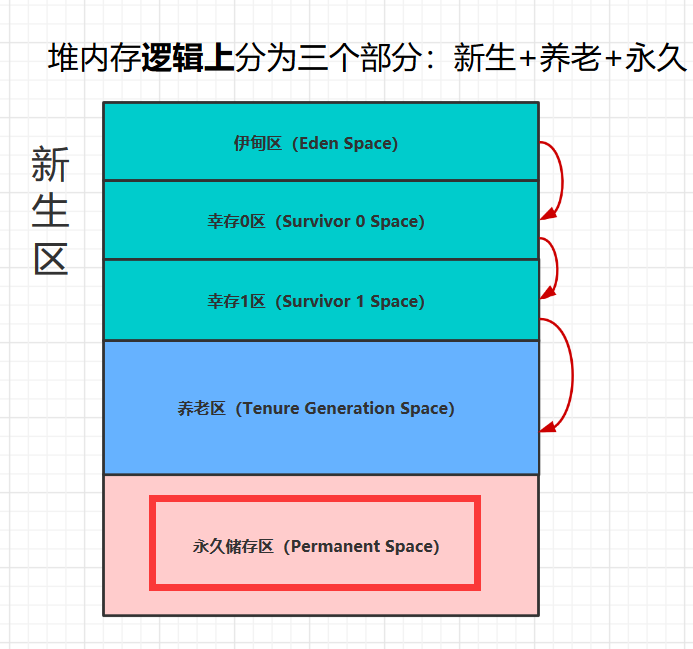 堆内存逻辑上分为三个部分：新生+养老+永久
新生区
伊甸区（Eden Space）
幸存0区（Survivor 0 Space）
幸存1区（Survivor 1 Space）
养老区（Tenure Generation Space）
永久储存区（Permanent Space）